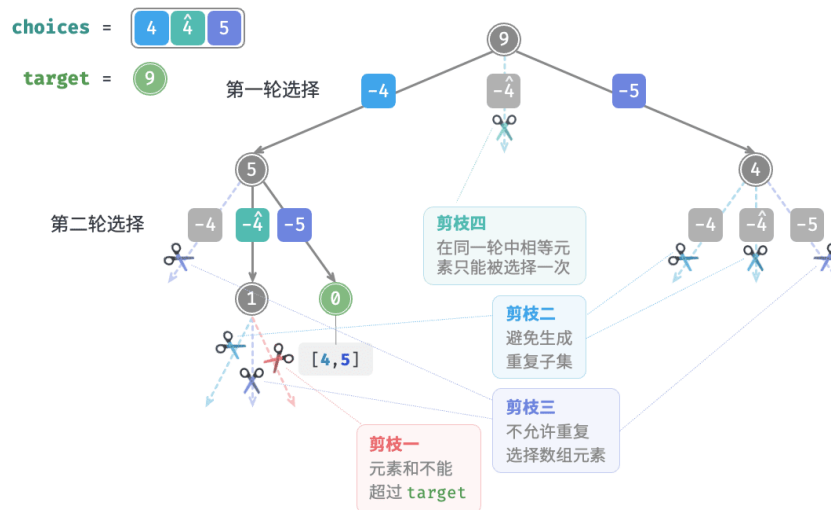 choices = 4 4̂ 5
target = 9
9
第一轮选择
-4 -4̂ -5
5 4
剪枝四
在同一轮中相等元
素只能被选择一次
第二轮选择
-4 -4̂ -5
-4 -4̂ -5
1 0
[4,5]
剪枝二
避免生成
重复子集
剪枝三
不允许重复
选择数组元素
剪枝一
元素和不能
超过 target